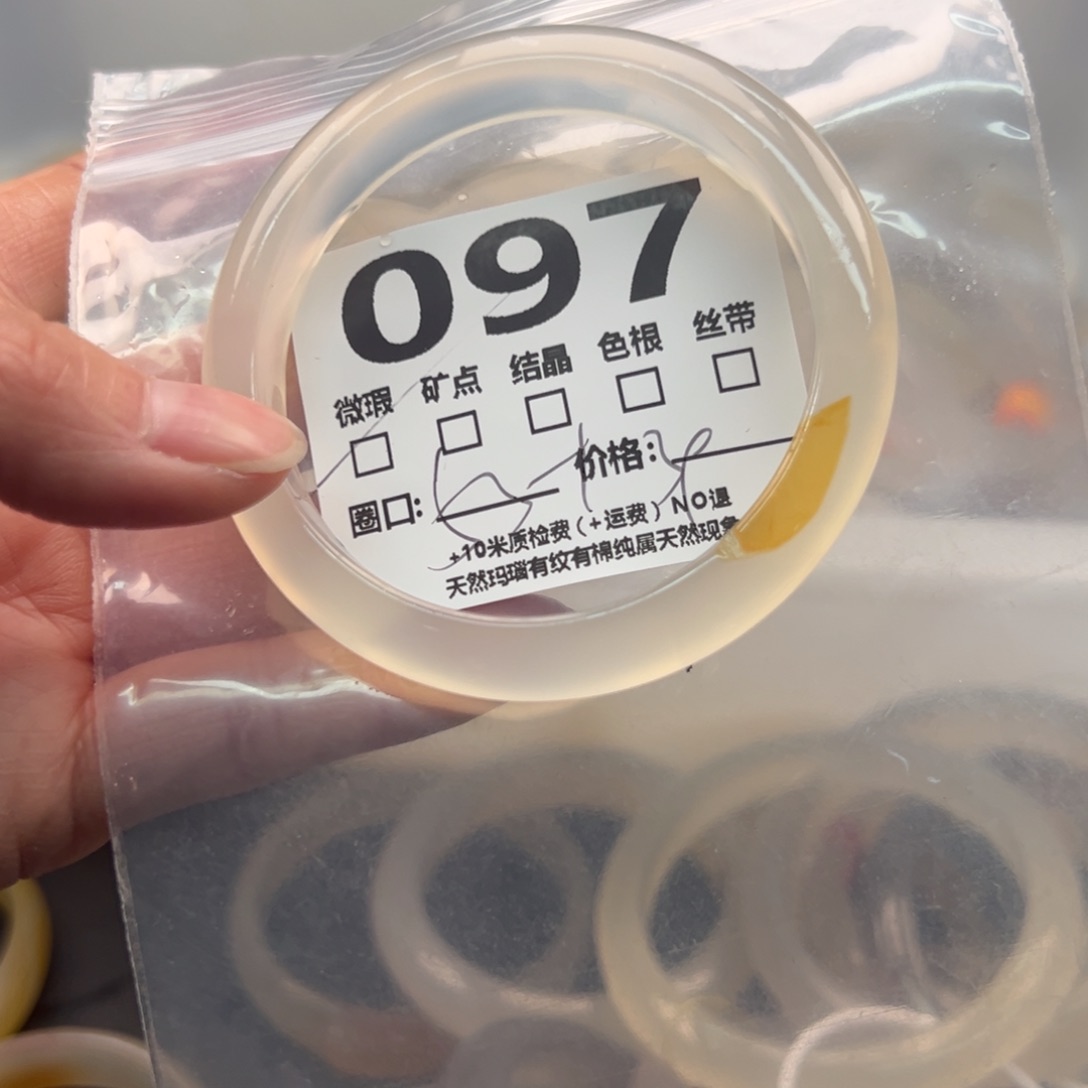 097
微瑕 矿点 结晶 色根 丝带
圈口: 价格:
+10米质检费(+运费)NO退
天然玛瑙有纹有棉纯属天然现象